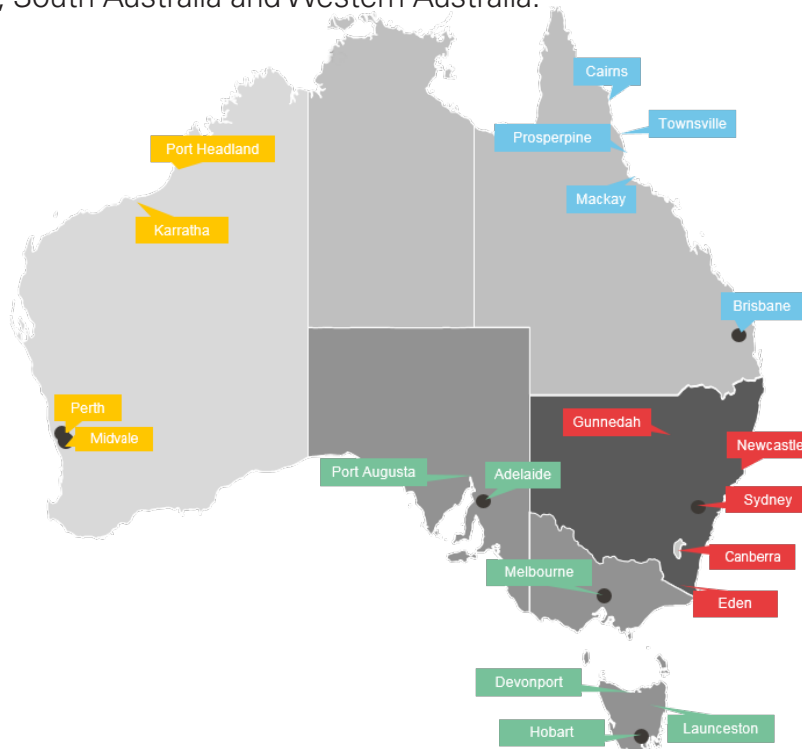 , South Australia and Western Australia.
Cairns
Townsville
Port Headland
Prosperpine
Mackay
Karratha
Brisbane
Perth
Gunnedah
Midvale
Newcastle
Port Augusta
Adelaide
Sydney
Canberra
Melbourne
Eden
Devonport
Launceston
Hobart